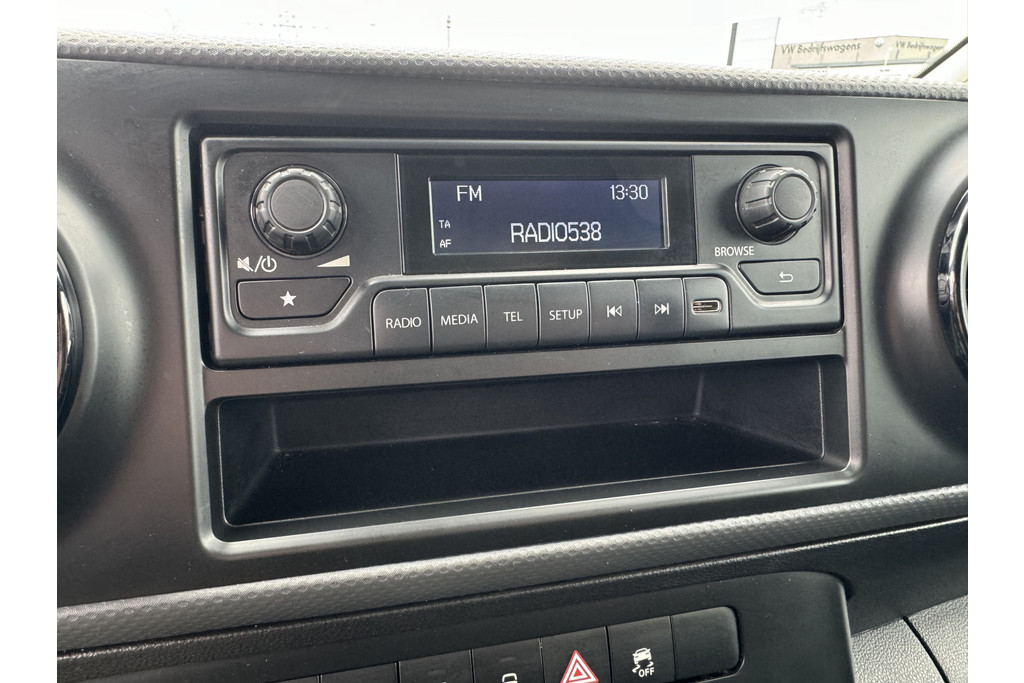 VW Bedrijfswagens VW Bedrijfswagens
FM 13:30
TA
RADIO538
AF
BROWSE
RADIO MEDIA TEL SETUP
OFF